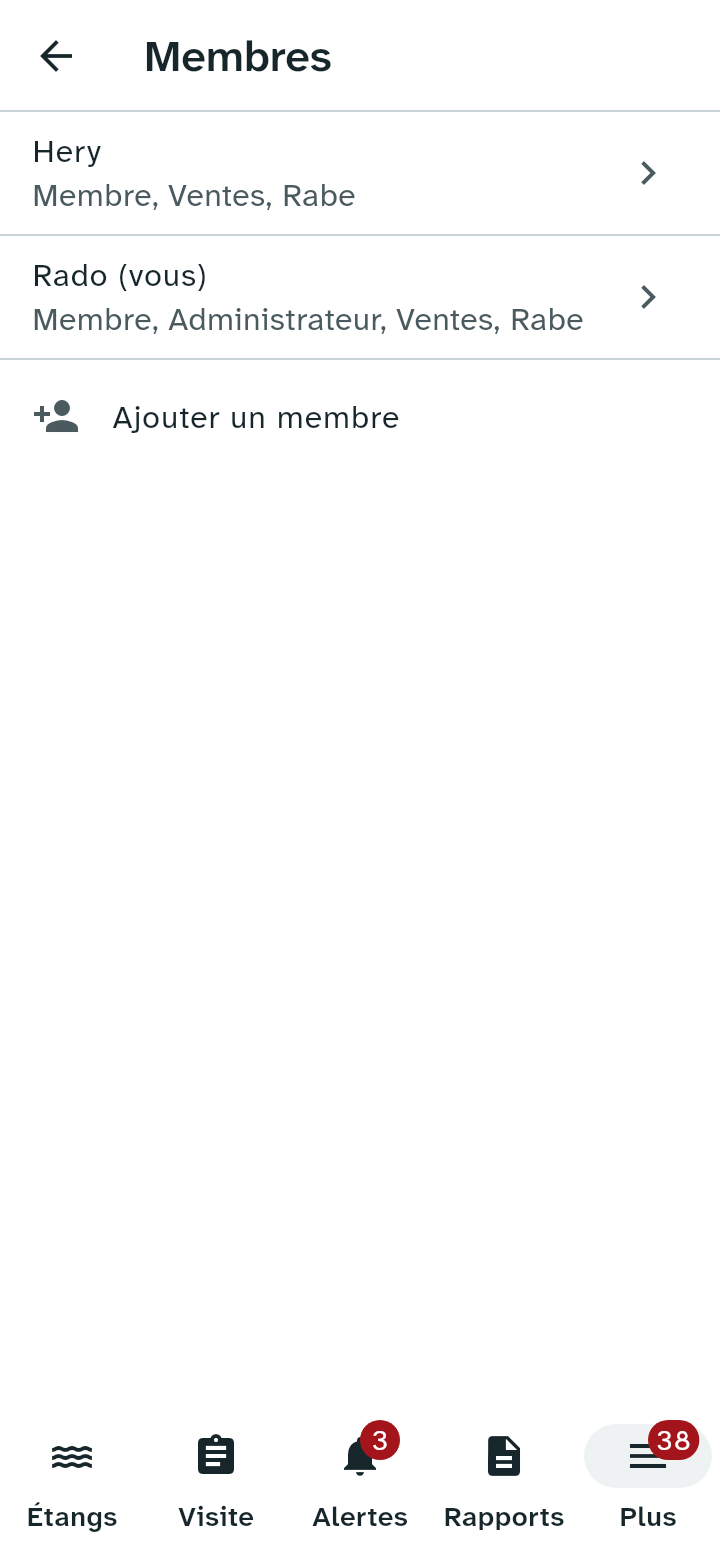 Membres
Hery
Membre, Ventes, Rabe
Rado (vous)
Membre, Administrateur, Ventes, Rabe
Ajouter un membre
3
38
Étangs
Visite
Alertes
Rapports
Plus